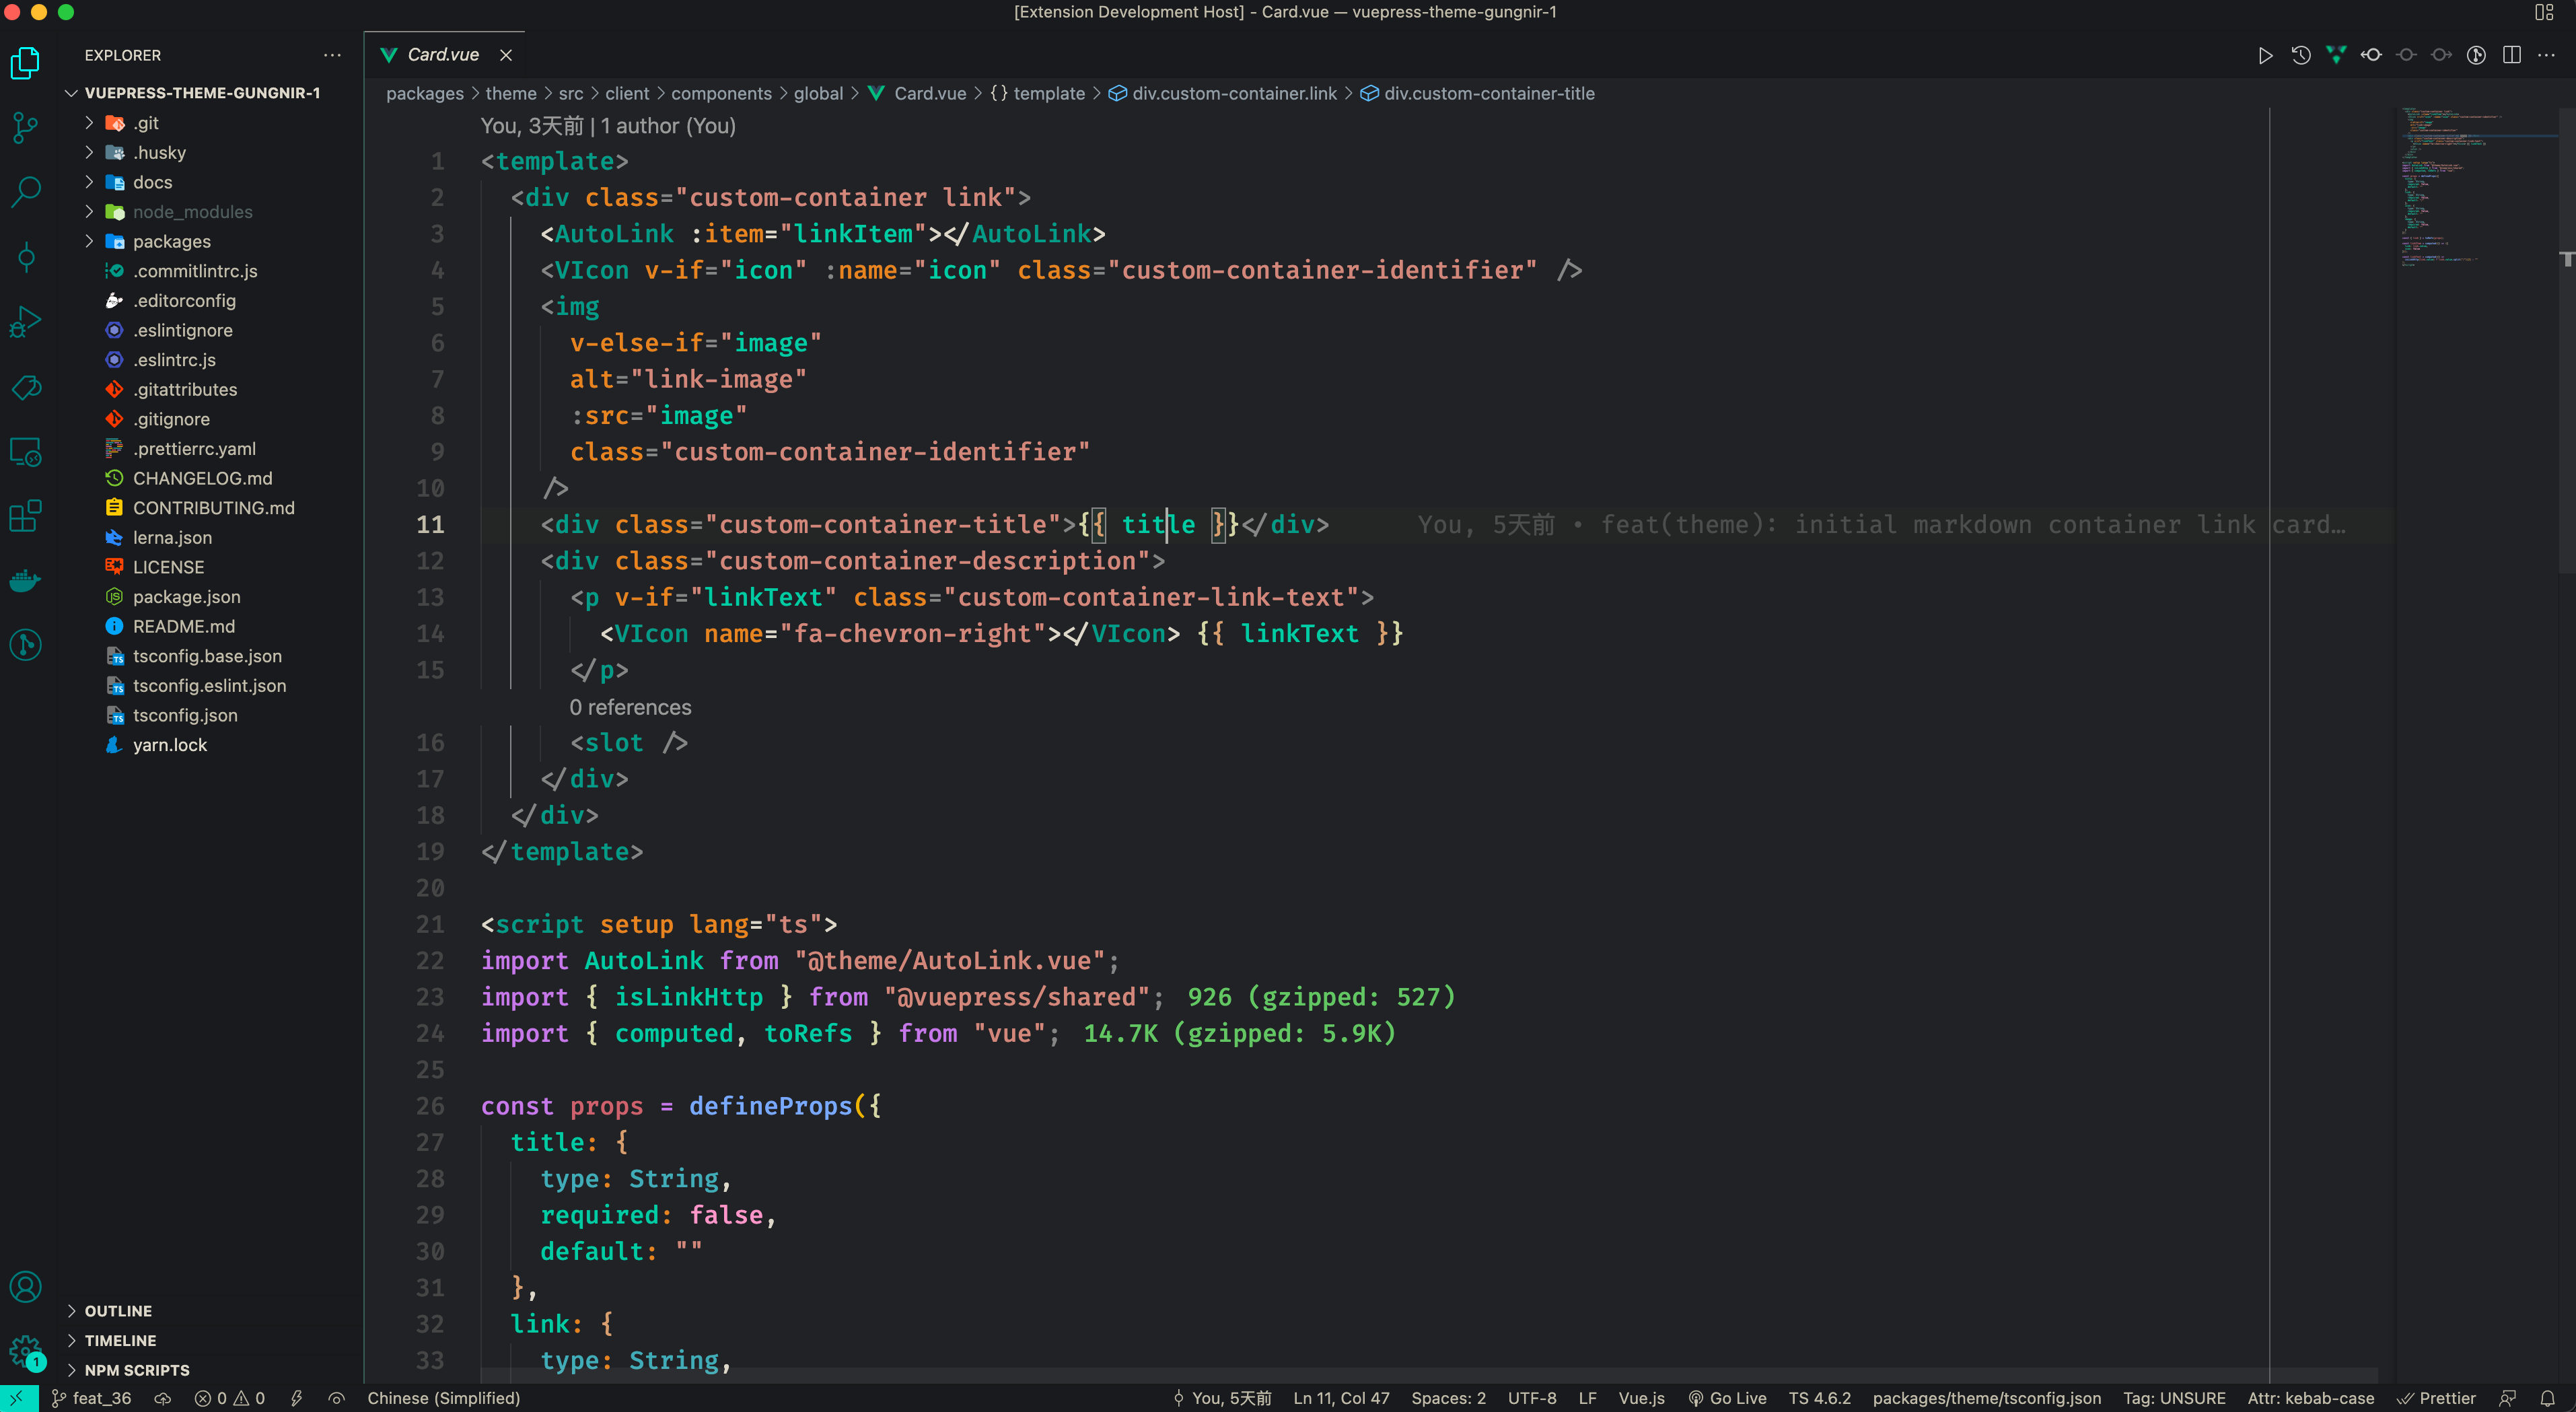 [Extension Development Host] - Card.vue — vuepress-theme-gungnir-1
EXPLORER
VUEPRESS-THEME-GUNGNIR-1
.git
.husky
docs
node_modules
packages
.commitlintrc.js
.editorconfig
.eslintignore
.eslintrc.js
.gitattributes
.gitignore
.prettierrc.yaml
CHANGELOG.md
CONTRIBUTING.md
lerna.json
LICENSE
package.json
README.md
tsconfig.base.json
tsconfig.eslint.json
tsconfig.json
yarn.lock
OUTLINE
TIMELINE
NPM SCRIPTS
1
Card.vue
packages > theme > src > client > components > global > Card.vue > {} template > div.custom-container.link > div.custom-container-title
You, 3天前 | 1 author (You)
1 <template>
2 <div class="custom-container link">
3 <AutoLink :item="linkItem"></AutoLink>
4 <VIcon v-if="icon" :name="icon" class="custom-container-identifier" />
5 <img
6 v-else-if="image"
7 alt="link-image"
8 :src="image"
9 class="custom-container-identifier"
10 />
11 <div class="custom-container-title">{{ title }}</div> You, 5天前 • feat(theme): initial markdown container link card…
12 <div class="custom-container-description">
13 <p v-if="linkText" class="custom-container-link-text">
14 <VIcon name="fa-chevron-right"></VIcon> {{ linkText }}
15 </p>
0 references
16 <slot />
17 </div>
18 </div>
19 </template>
20
21 <script setup lang="ts">
22 import AutoLink from "@theme/AutoLink.vue";
23 import { isLinkHttp } from "@vuepress/shared"; 926 (gzipped: 527)
24 import { computed, toRefs } from "vue"; 14.7K (gzipped: 5.9K)
25
26 const props = defineProps({
27 title: {
28 type: String,
29 required: false,
30 default: ""
31 },
32 link: {
33 type: String,
feat_36 0 0 Chinese (Simplified) You, 5天前 Ln 11, Col 47 Spaces: 2 UTF-8 LF Vue.js Go Live TS 4.6.2 packages/theme/tsconfig.json Tag: UNSURE Attr: kebab-case Prettier